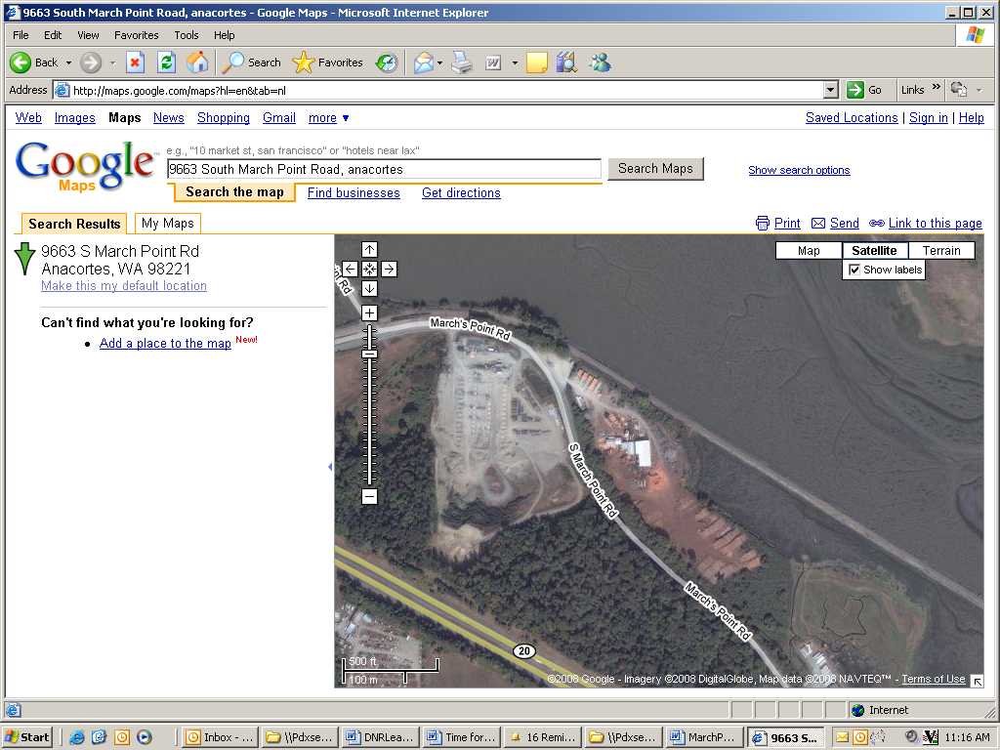 9663 South March Point Road, anacortes - Google Maps - Microsoft Internet Explorer
File Edit View Favorites Tools Help
Back Search Favorites
Address http://maps.google.com/maps?hl=en&tab=nl Go Links »
Web Images Maps News Shopping Gmail more ▼ Saved Locations | Sign in | Help
Google Maps
e.g., "10 market st, san francisco" or "hotels near lax"
9663 South March Point Road, anacortes Search Maps Show search options
Search the map Find businesses Get directions
Search Results My Maps Print Send Link to this page
9663 S March Point Rd
Anacortes, WA 98221
Make this my default location
Can't find what you're looking for?
Add a place to the map New!
Map Satellite Terrain
Show labels
March's Point Rd
S March Point Rd
March's Point Rd
20
500 ft
100 m
©2008 Google - Imagery ©2008 DigitalGlobe, Map data ©2008 NAVTEQ™ - Terms of Use
Internet
Start Inbox - ... \\Pdxse... DNRLea... Time for... 16 Remi... \\Pdxse... MarchP... 9663 S... 11:16 AM